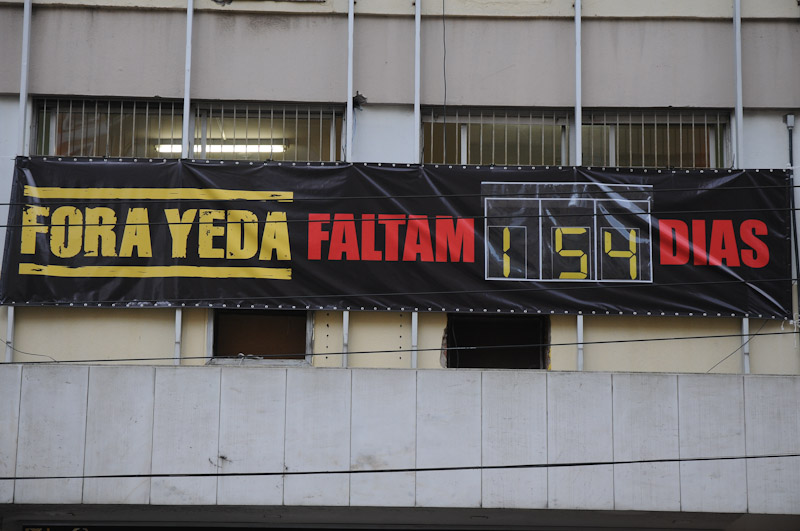 FORA YEDA FALTAM 154 DIAS